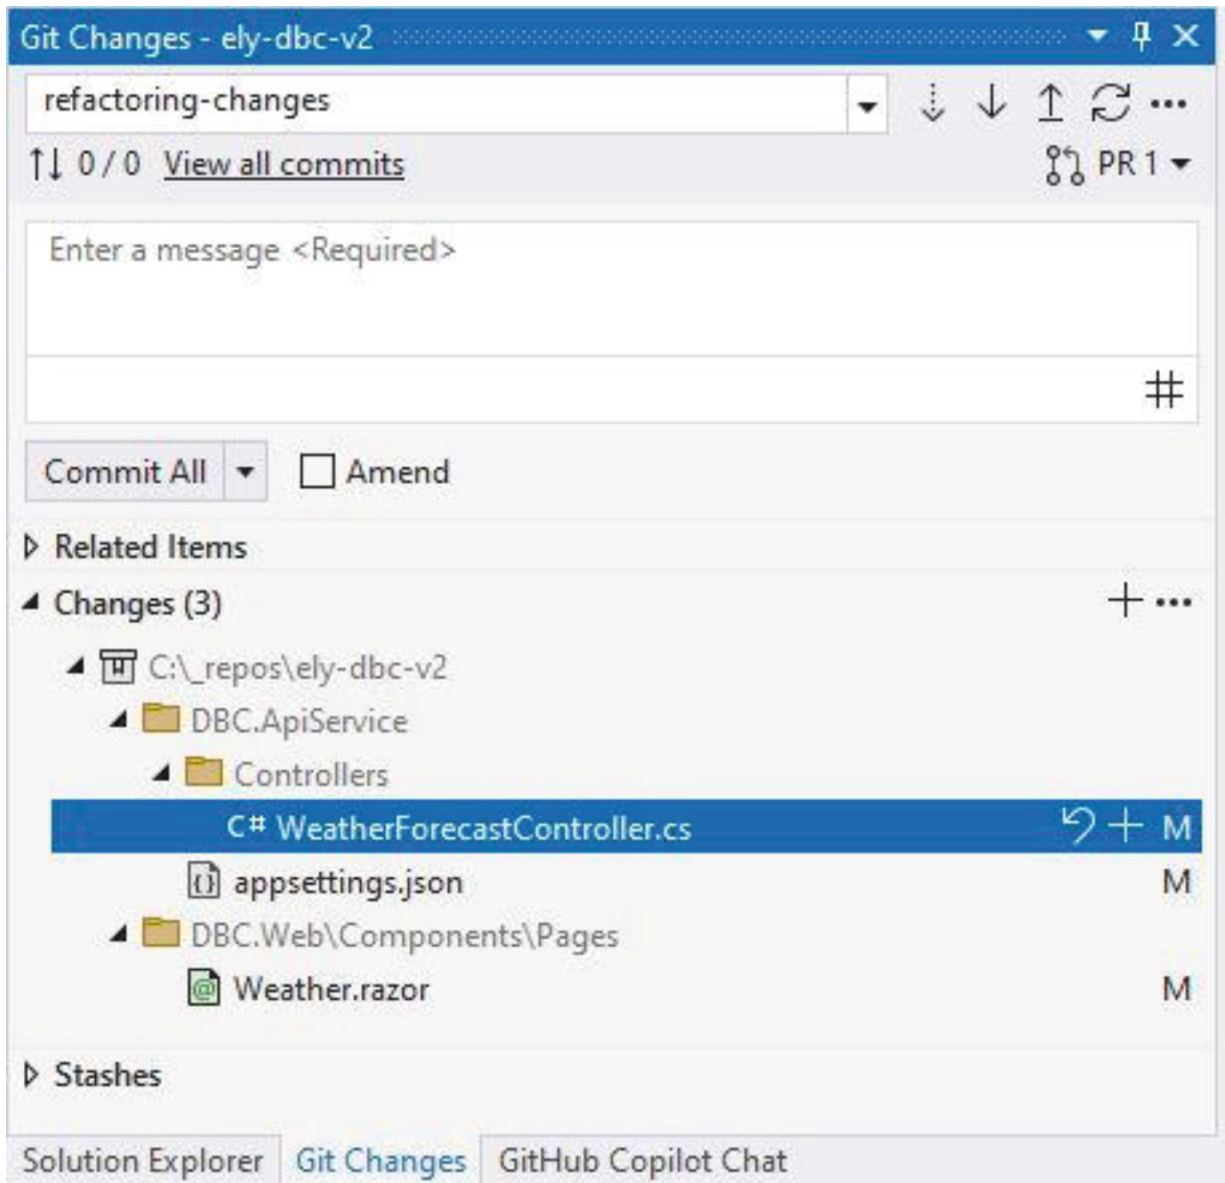 Git Changes - ely-dbc-v2
refactoring-changes
0 / 0 View all commits PR 1
Enter a message <Required>
Commit All Amend
Related Items
Changes (3)
C:\_repos\ely-dbc-v2
DBC.ApiService
Controllers
C# WeatherForecastController.cs M
appsettings.json M
DBC.Web\Components\Pages
Weather.razor M
Stashes
Solution Explorer Git Changes GitHub Copilot Chat